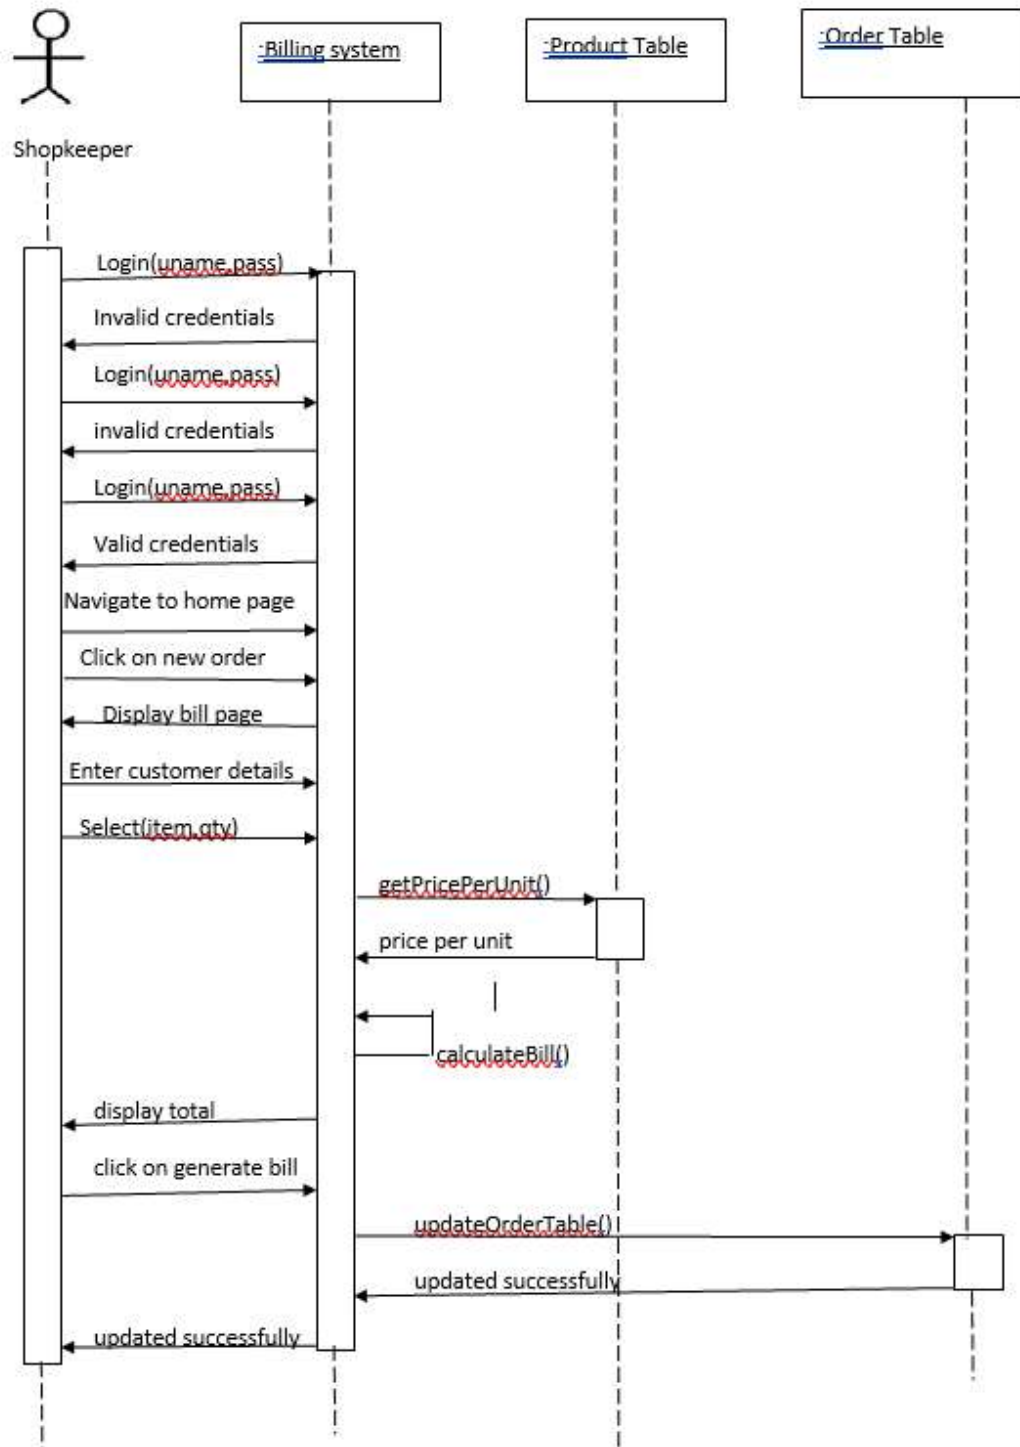 :Billing system
:Product Table
:Order Table
Shopkeeper
Login(uname,pass)
Invalid credentials
Login(uname,pass)
invalid credentials
Login(uname,pass)
Valid credentials
Navigate to home page
Click on new order
Display bill page
Enter customer details
Select(item,qty)
getPricePerUnit()
price per unit
calculateBill()
display total
click on generate bill
updateOrderTable()
updated successfully
updated successfully